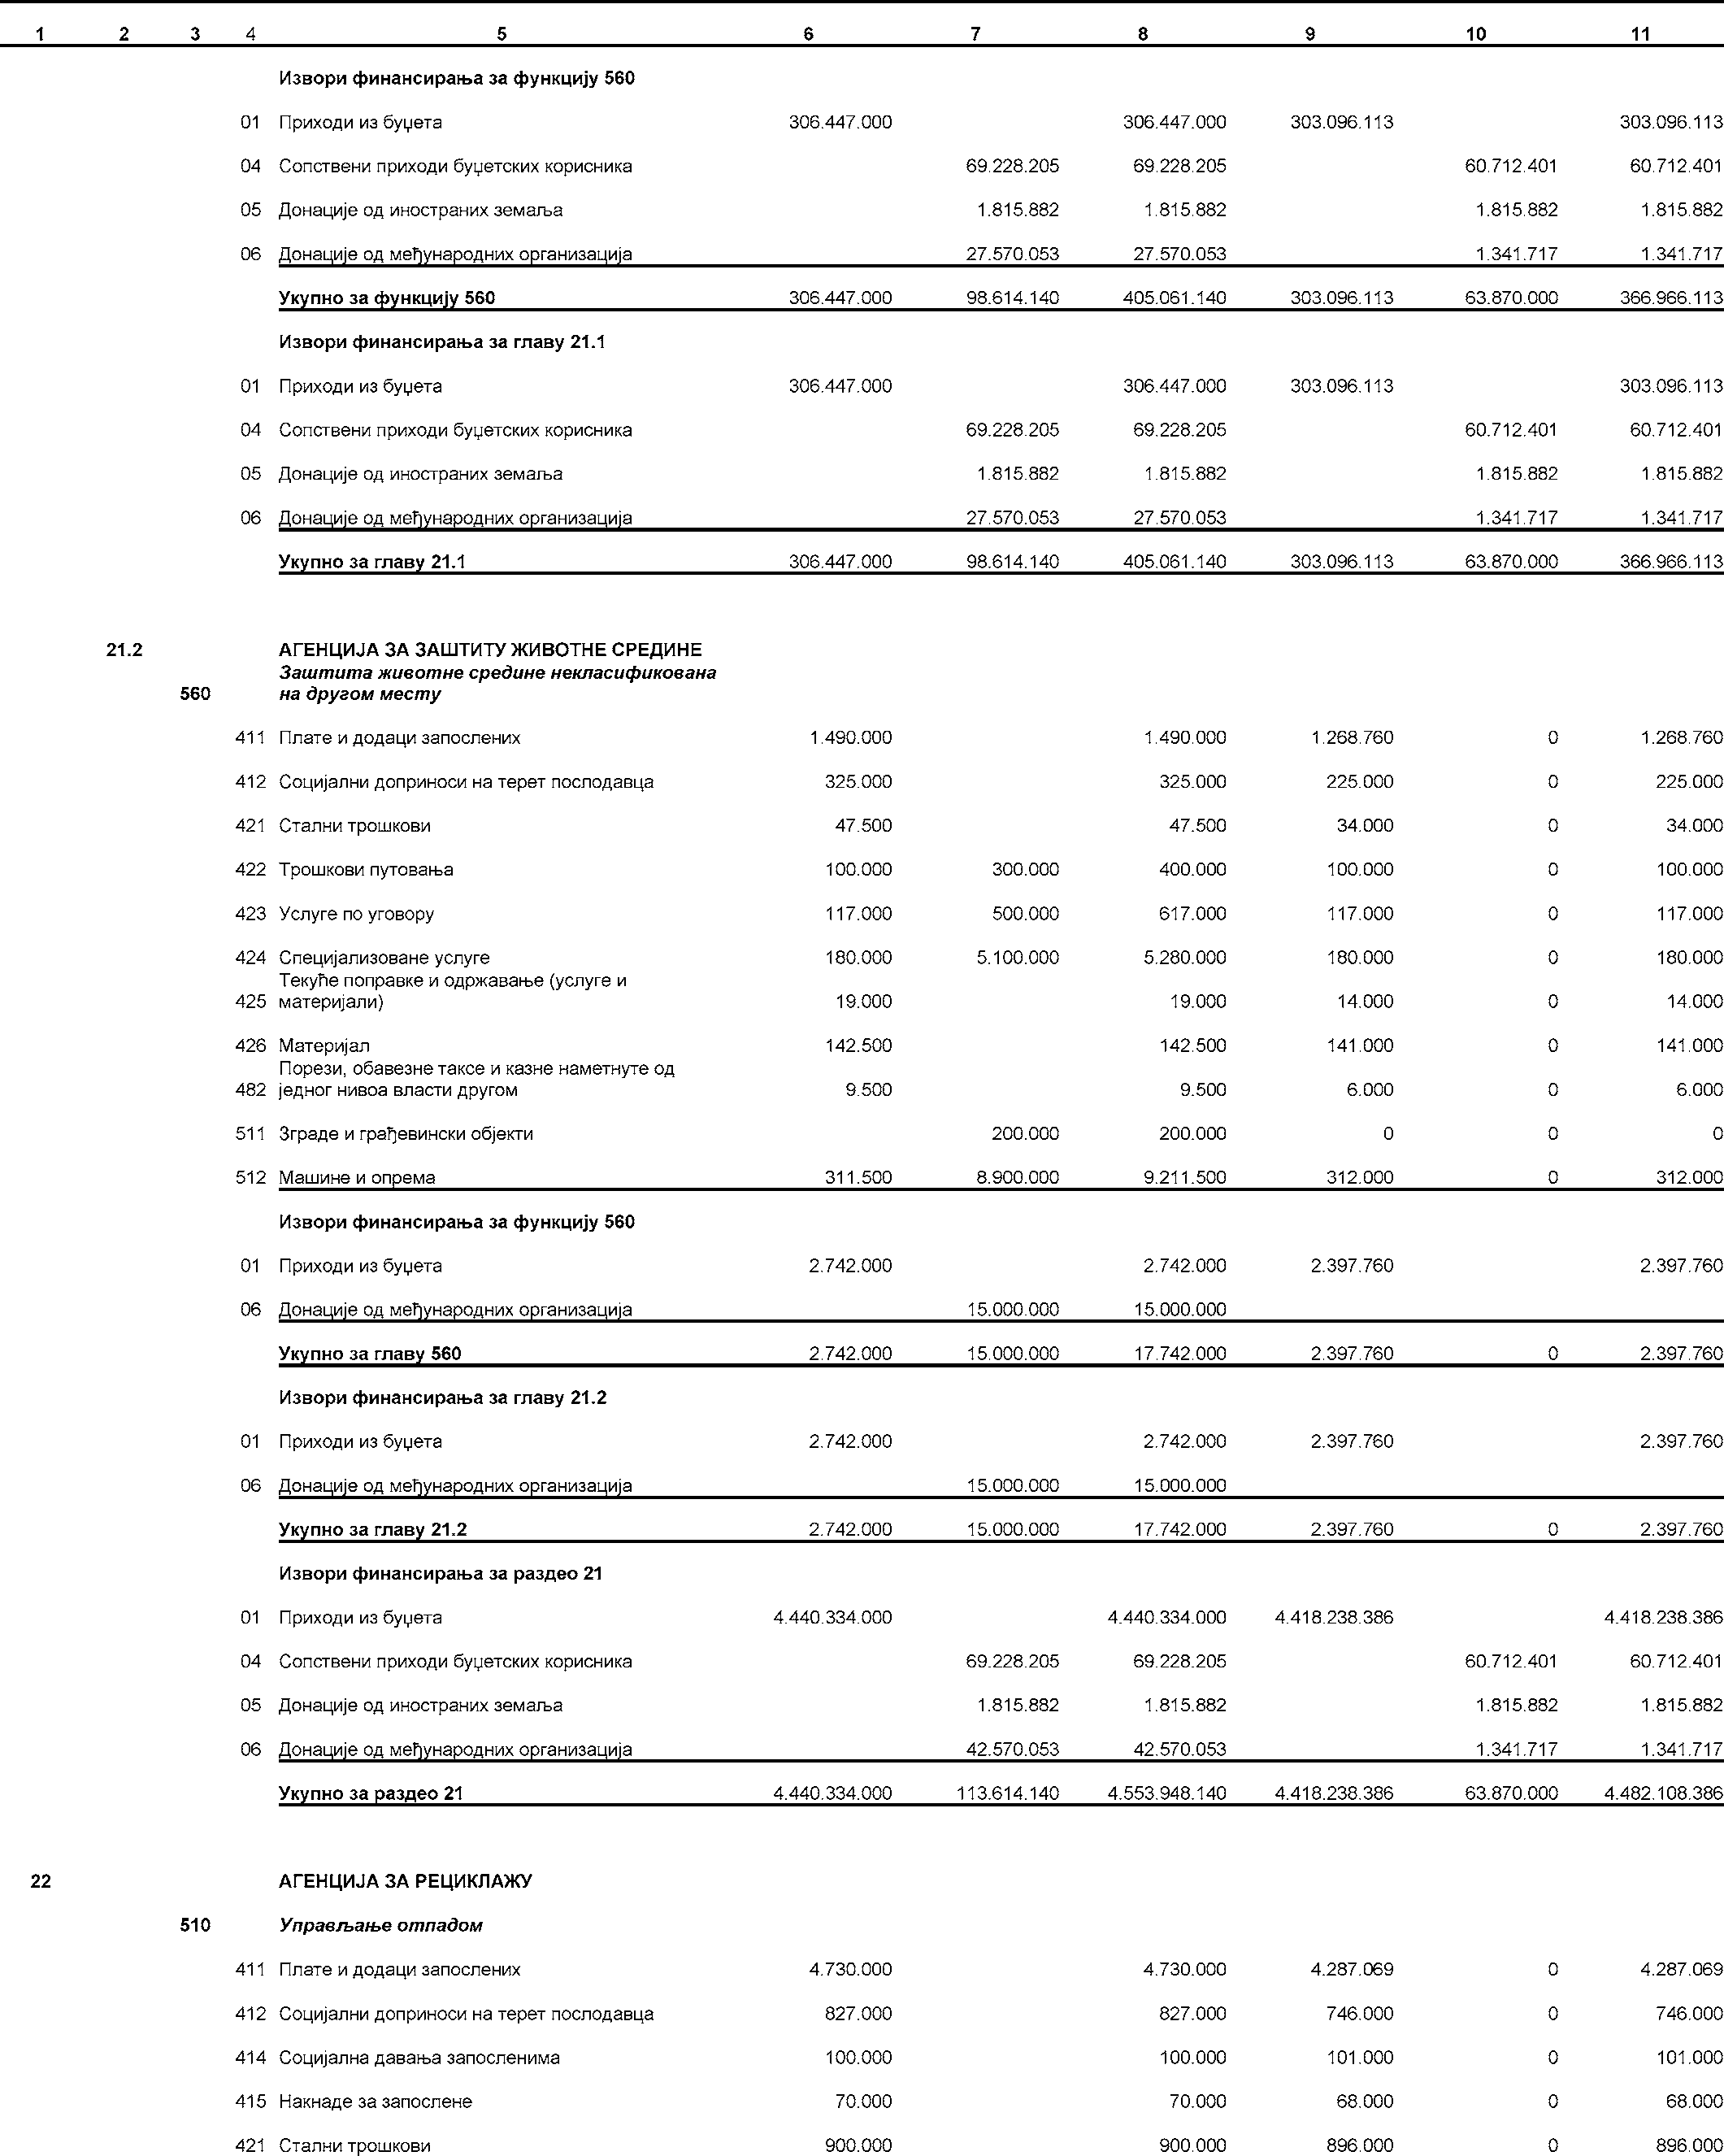 1 2 3 4 5 6 7 8 9 10 11
Извори финансирања за функцију 560
01 Приходи из буџета 306.447.000 306.447.000 303.096.113 303.096.113
04 Сопствени приходи буџетских корисника 69.228.205 69.228.205 60.712.401 60.712.401
05 Донације од иностраних земаља 1.815.882 1.815.882 1.815.882 1.815.882
06 Донације од међународних организација 27.570.053 27.570.053 1.341.717 1.341.717
Укупно за функцију 560 306.447.000 98.614.140 405.061.140 303.096.113 63.870.000 366.966.113
Извори финансирања за главу 21.1
01 Приходи из буџета 306.447.000 306.447.000 303.096.113 303.096.113
04 Сопствени приходи буџетских корисника 69.228.205 69.228.205 60.712.401 60.712.401
05 Донације од иностраних земаља 1.815.882 1.815.882 1.815.882 1.815.882
06 Донације од међународних организација 27.570.053 27.570.053 1.341.717 1.341.717
Укупно за главу 21.1 306.447.000 98.614.140 405.061.140 303.096.113 63.870.000 366.966.113
21.2 АГЕНЦИЈА ЗА ЗАШТИТУ ЖИВОТНЕ СРЕДИНЕ
Заштита животне средине некласификована
560 на другом месту
411 Плате и додаци запослених 1.490.000 1.490.000 1.268.760 0 1.268.760
412 Социјални доприноси на терет послодавца 325.000 325.000 225.000 0 225.000
421 Стални трошкови 47.500 47.500 34.000 0 34.000
422 Трошкови путовања 100.000 300.000 400.000 100.000 0 100.000
423 Услуге по уговору 117.000 500.000 617.000 117.000 0 117.000
424 Специјализоване услуге 180.000 5.100.000 5.280.000 180.000 0 180.000
Текуће поправке и одржавање (услуге и
425 материјали) 19.000 19.000 14.000 0 14.000
426 Материјал 142.500 142.500 141.000 0 141.000
Порези, обавезне таксе и казне наметнуте од
482 једног нивоа власти другом 9.500 9.500 6.000 0 6.000
511 Зграде и грађевински објекти 200.000 200.000 0 0 0
512 Машине и опрема 311.500 8.900.000 9.211.500 312.000 0 312.000
Извори финансирања за функцију 560
01 Приходи из буџета 2.742.000 2.742.000 2.397.760 2.397.760
06 Донације од међународних организација 15.000.000 15.000.000
Укупно за главу 560 2.742.000 15.000.000 17.742.000 2.397.760 0 2.397.760
Извори финансирања за главу 21.2
01 Приходи из буџета 2.742.000 2.742.000 2.397.760 2.397.760
06 Донације од међународних организација 15.000.000 15.000.000
Укупно за главу 21.2 2.742.000 15.000.000 17.742.000 2.397.760 0 2.397.760
Извори финансирања за раздео 21
01 Приходи из буџета 4.440.334.000 4.440.334.000 4.418.238.386 4.418.238.386
04 Сопствени приходи буџетских корисника 69.228.205 69.228.205 60.712.401 60.712.401
05 Донације од иностраних земаља 1.815.882 1.815.882 1.815.882 1.815.882
06 Донације од међународних организација 42.570.053 42.570.053 1.341.717 1.341.717
Укупно за раздео 21 4.440.334.000 113.614.140 4.553.948.140 4.418.238.386 63.870.000 4.482.108.386
22 АГЕНЦИЈА ЗА РЕЦИКЛАЖУ
510 Управљање отпадом
411 Плате и додаци запослених 4.730.000 4.730.000 4.287.069 0 4.287.069
412 Социјални доприноси на терет послодавца 827.000 827.000 746.000 0 746.000
414 Социјална давања запосленима 100.000 100.000 101.000 0 101.000
415 Накнаде за запослене 70.000 70.000 68.000 0 68.000
421 Стални трошкови 900.000 900.000 896.000 0 896.000